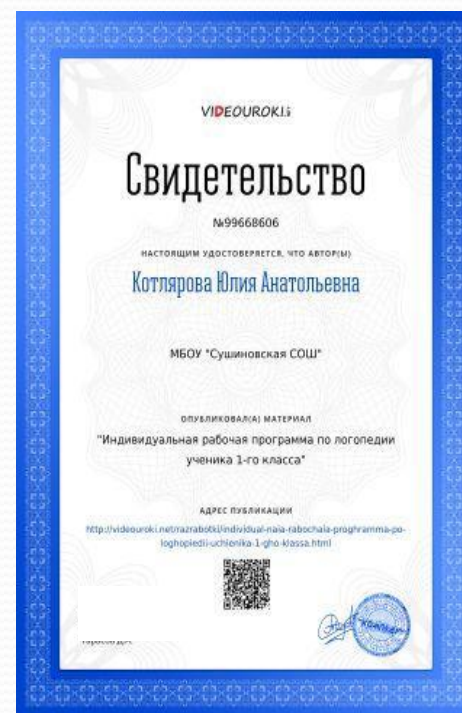 VIDEOUROKI
Свидетельство
№99668606
НАСТОЯЩИМ УДОСТОВЕРЯЕТСЯ, ЧТО АВТОР(Ы)
Котлярова Юлия Анатольевна
МБОУ "Сушиновская СОШ"
ОПУБЛИКОВАЛ(А) МАТЕРИАЛ
"Индивидуальная рабочая программа по логопедии
ученика 1-го класса"
АДРЕС ПУБЛИКАЦИИ
http://videouroki.net/razrabotki/individual-naia-rabochaia-proghramma-po-
loghopiedii-uchienika-1-gho-klassa.html